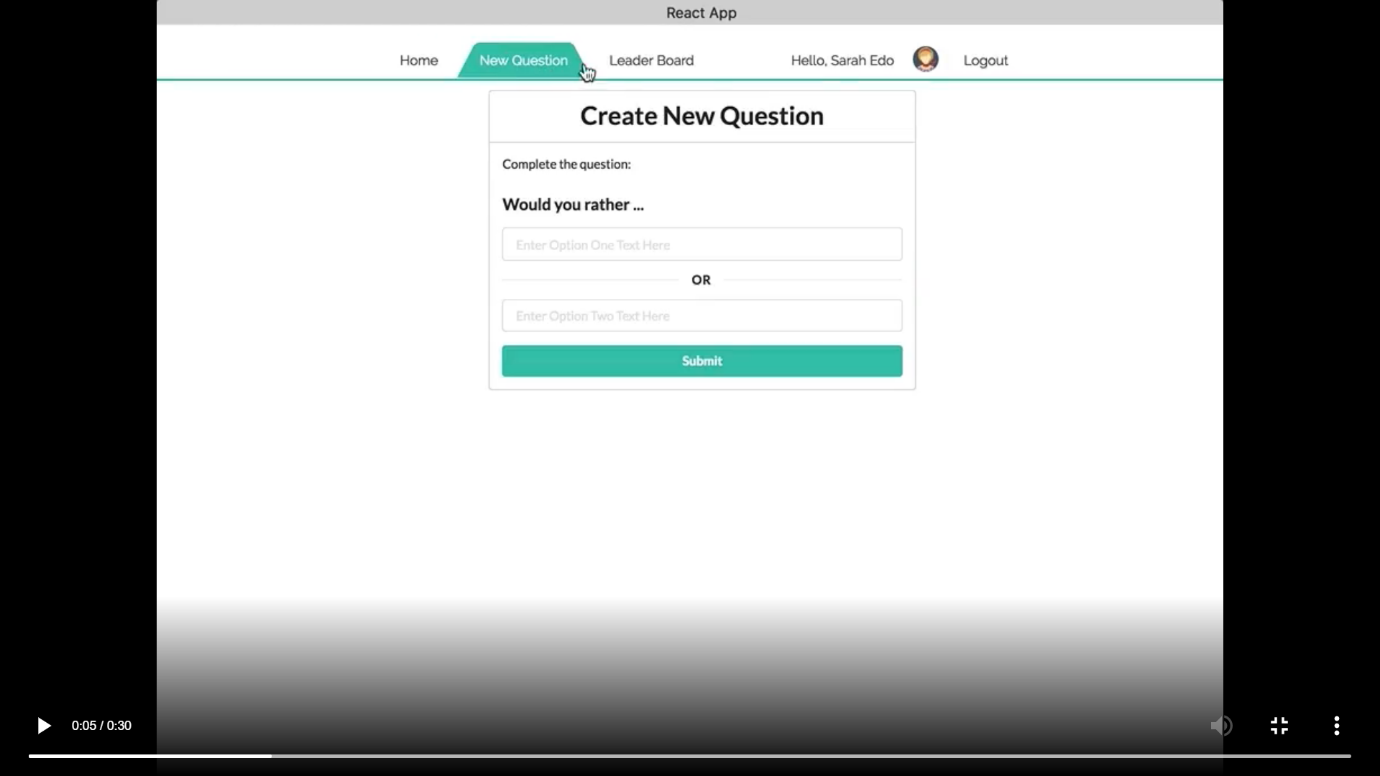 React App
Home New Question Leader Board Hello, Sarah Edo Logout
Create New Question
Complete the question:
Would you rather ...
Enter Option One Text Here
OR
Enter Option Two Text Here
Submit
0:05 / 0:30